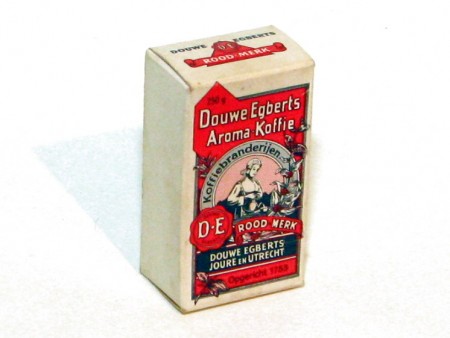 DOUWE D·E EGBERTS
ROOD MERK
250 g
Douwe Egberts
Aroma-Koffie
Koffiebranderijen
D·E ROOD MERK
DOUWE EGBERTS
JOURE EN UTRECHT
Opgericht 1753